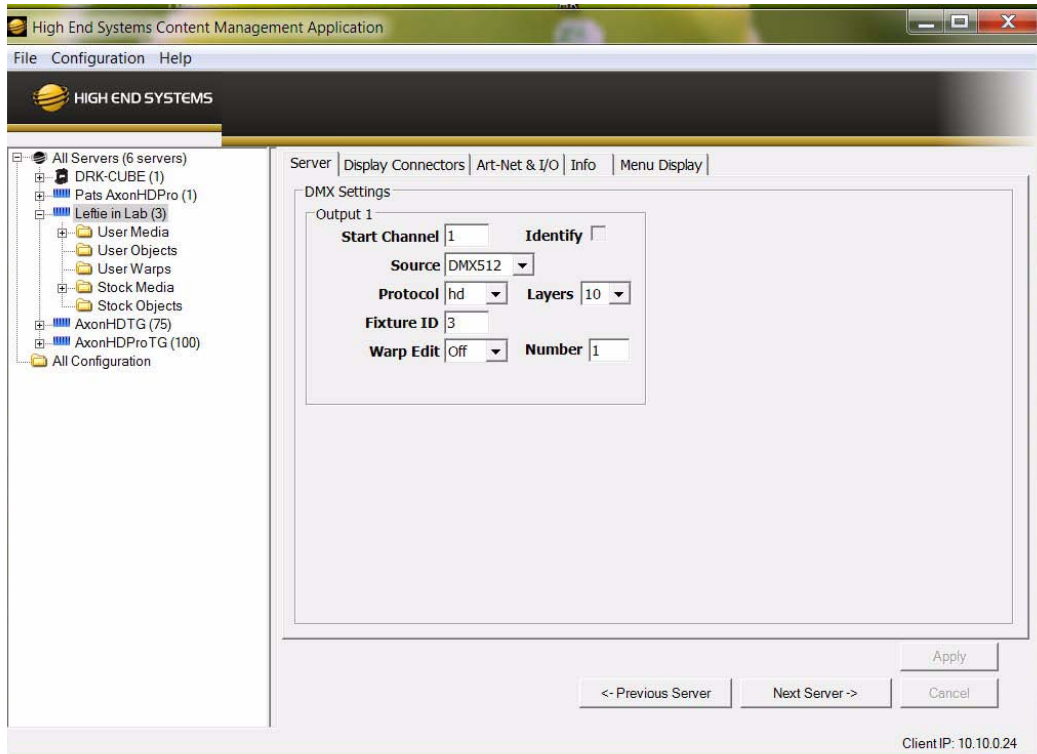 High End Systems Content Management Application
File Configuration Help
HIGH END SYSTEMS
All Servers (6 servers)
DRK-CUBE (1)
Pats AxonHDPro (1)
Leftie in Lab (3)
User Media
User Objects
User Warps
Stock Media
Stock Objects
AxonHDTG (75)
AxonHDProTG (100)
All Configuration
Server Display Connectors Art-Net & I/O Info Menu Display
DMX Settings
Output 1
Start Channel 1 Identify
Source DMX512
Protocol hd Layers 10
Fixture ID 3
Warp Edit Off Number 1
Apply
<- Previous Server Next Server -> Cancel
Client IP: 10.10.0.24